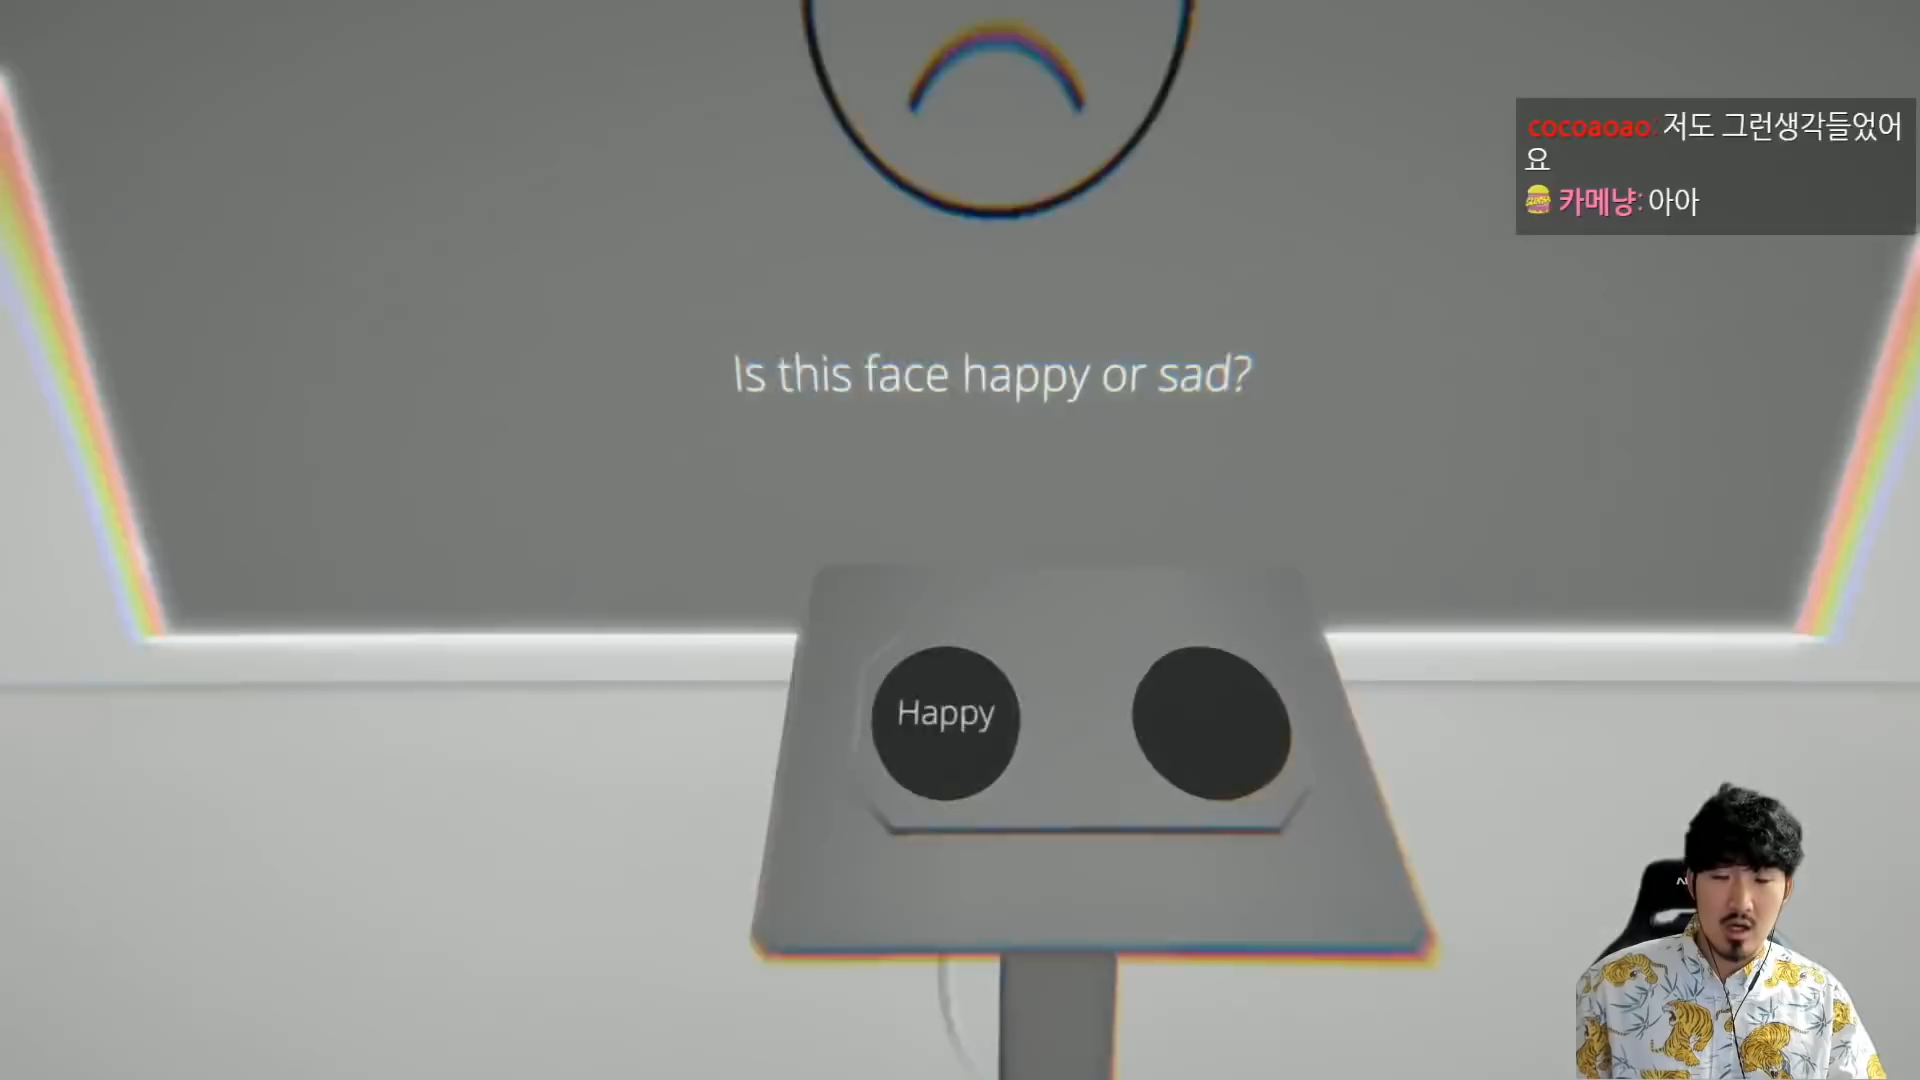 cocoaoao: 저도 그런생각들었어
요
카메냥: 아아
Is this face happy or sad?
Happy